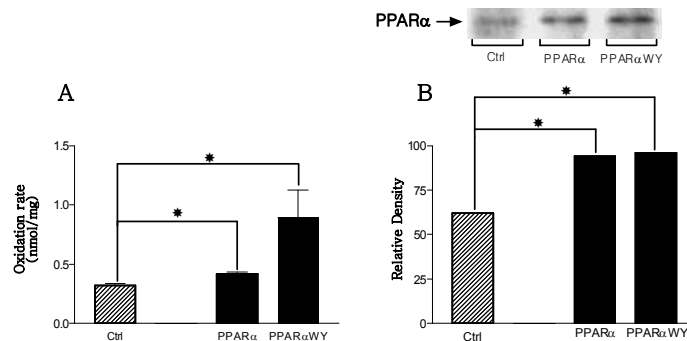 PPARα
Ctrl PPARα PPARαWY
A
B
✷
✷
✷
✷
1.5
1.0
0.5
0.0
Oxidation rate
(nmol/mg)
Ctrl PPARα PPARαWY
100
75
50
25
0
Relative Density
Ctrl PPARα PPARαWY